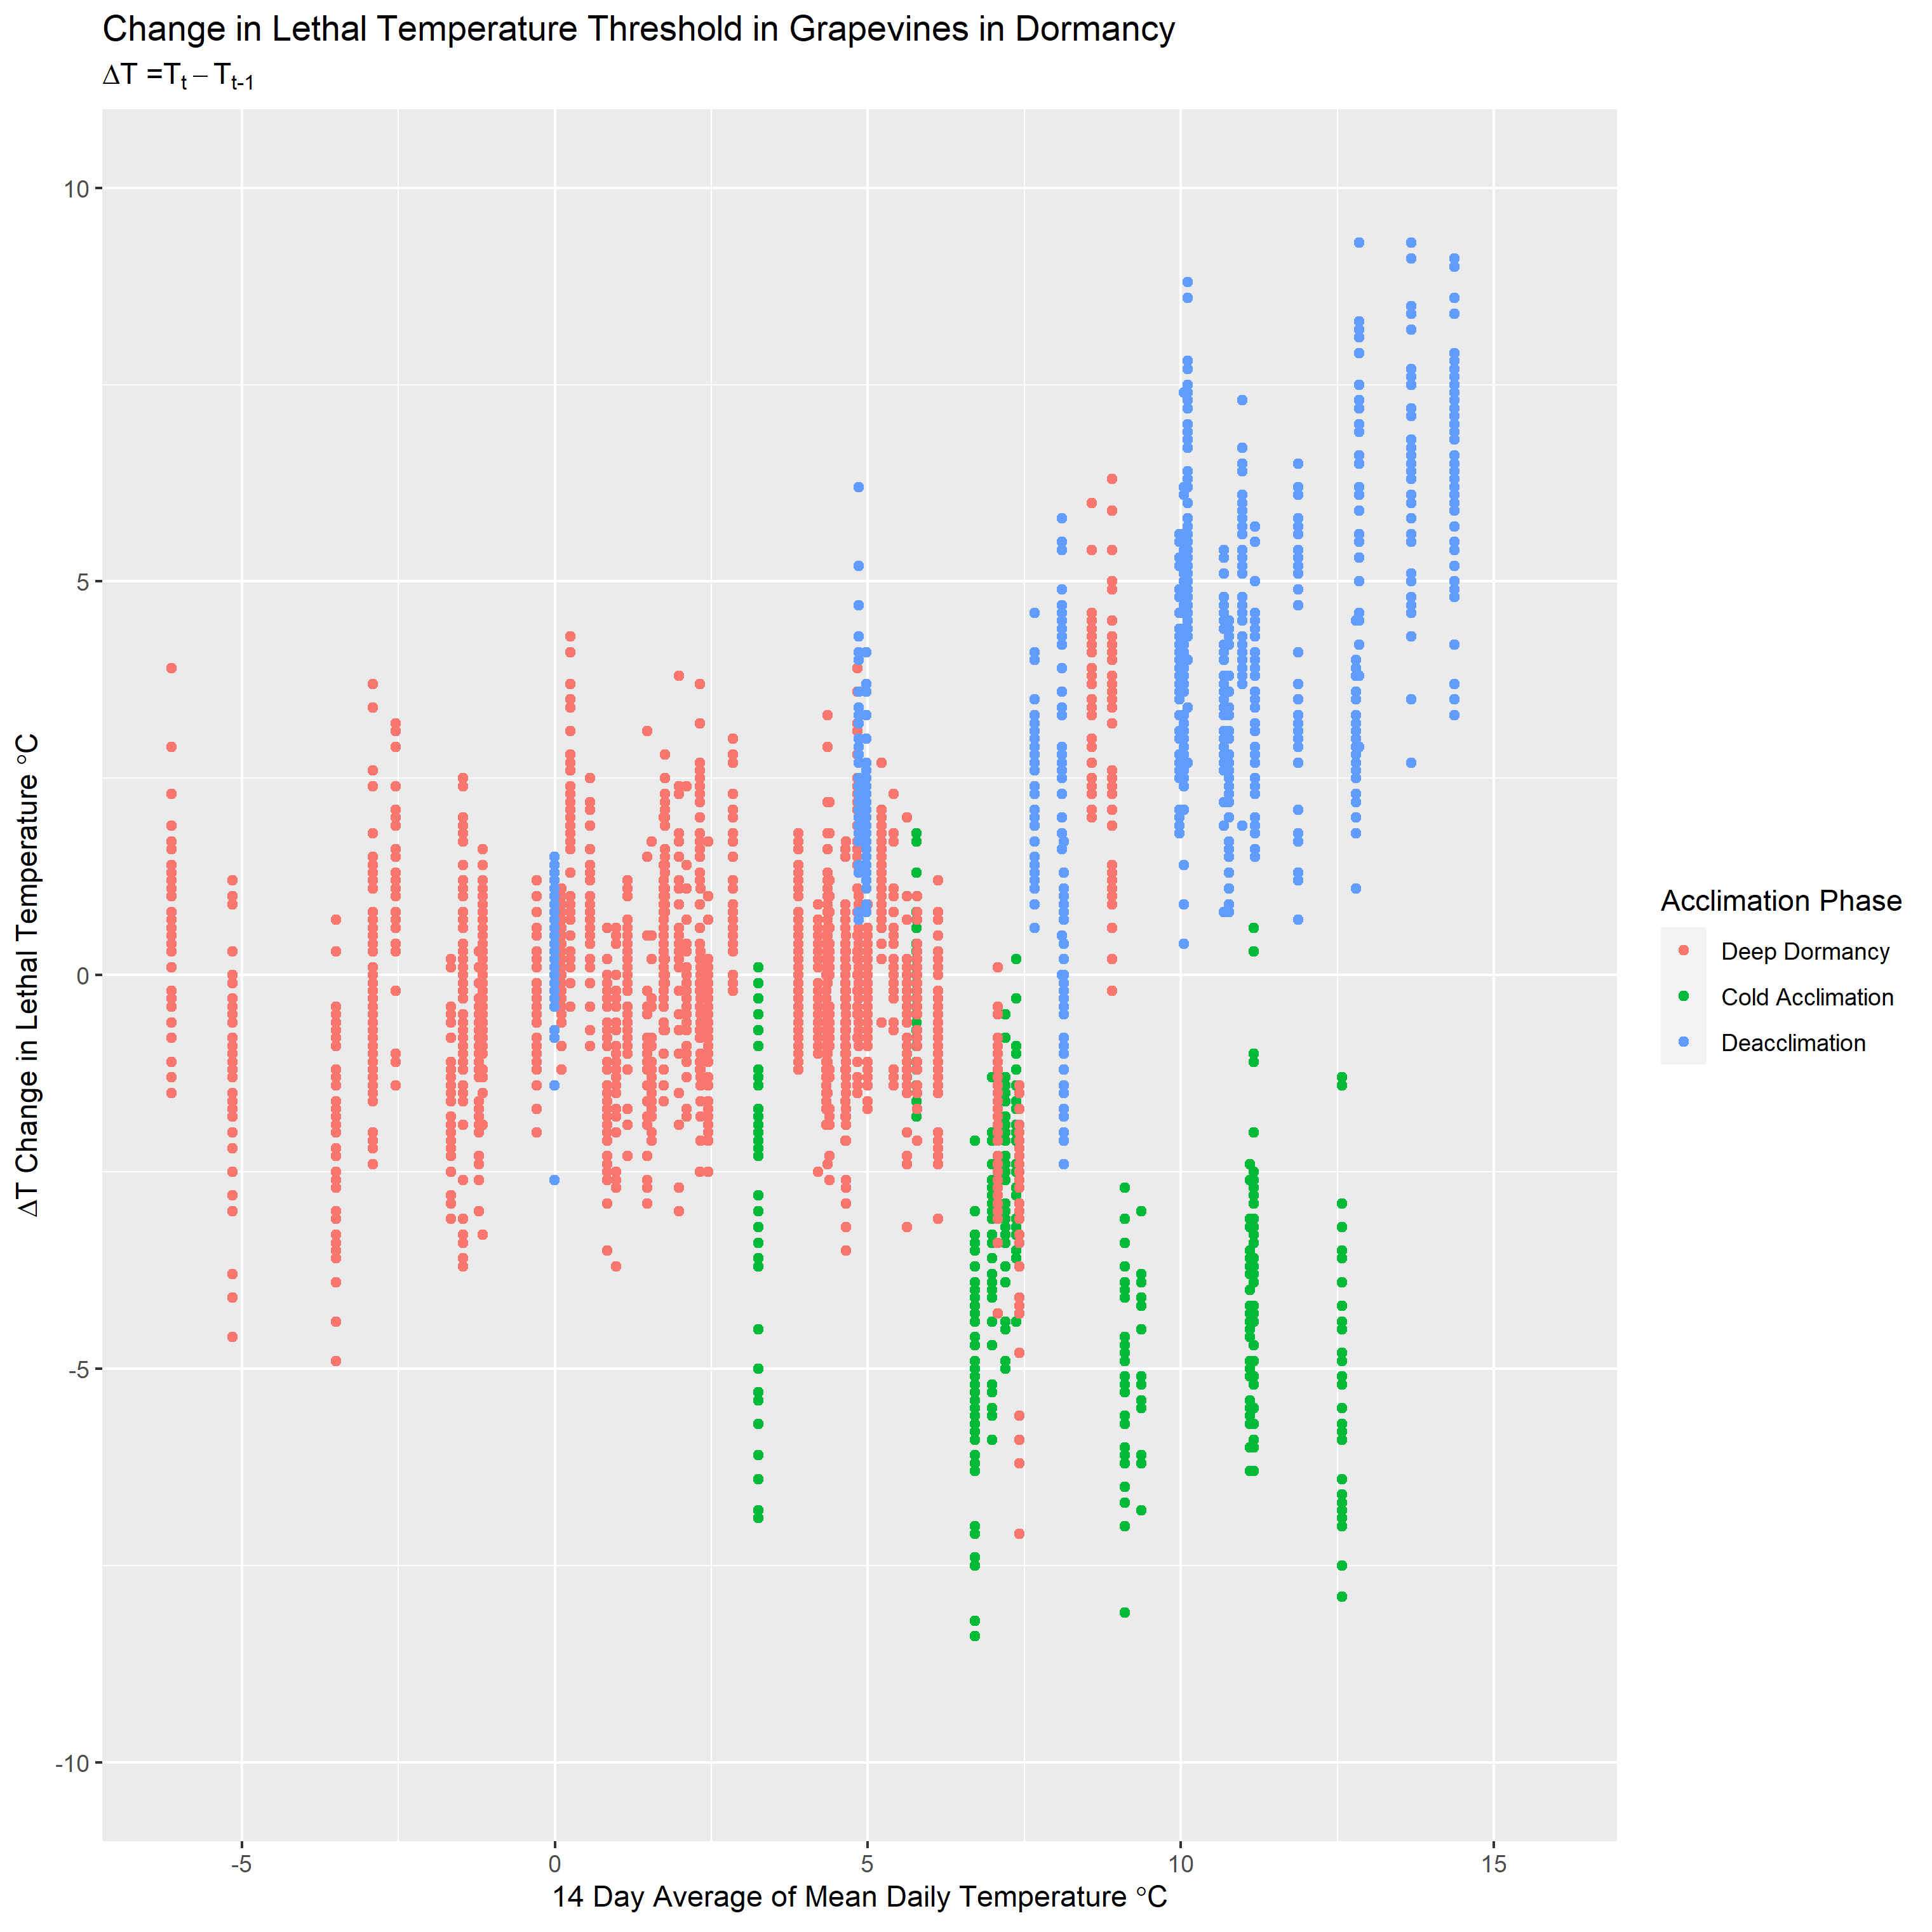 Change in Lethal Temperature Threshold in Grapevines in Dormancy
ΔT =Tt − Tt-1
10
5
0
-5
-10
ΔT Change in Lethal Temperature °C
-5 0 5 10 15
14 Day Average of Mean Daily Temperature °C
Acclimation Phase
Deep Dormancy
Cold Acclimation
Deacclimation